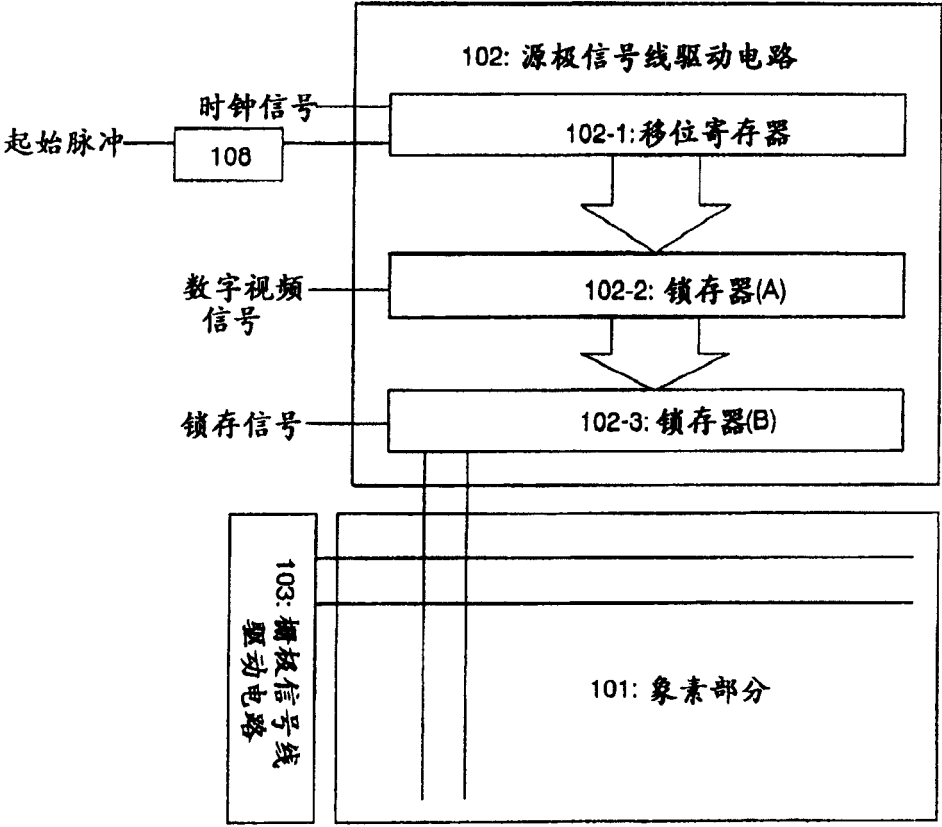 102: 源极信号线驱动电路
时钟信号
起始脉冲
108
102-1:移位寄存器
数字视频
信号
102-2: 锁存器(A)
锁存信号
102-3: 锁存器(B)
103: 栅极信号线
驱动电路
101: 象素部分